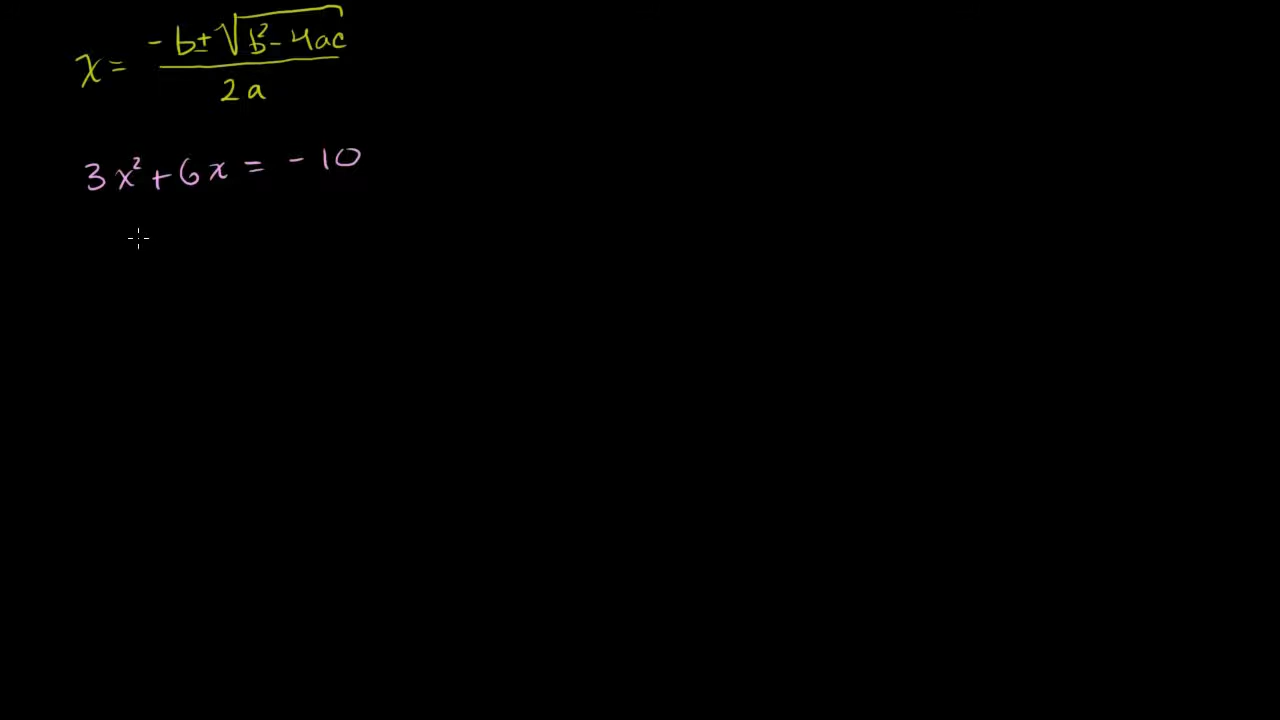 x = -b ± √(b² - 4ac) / 2a
3x² + 6x = -10